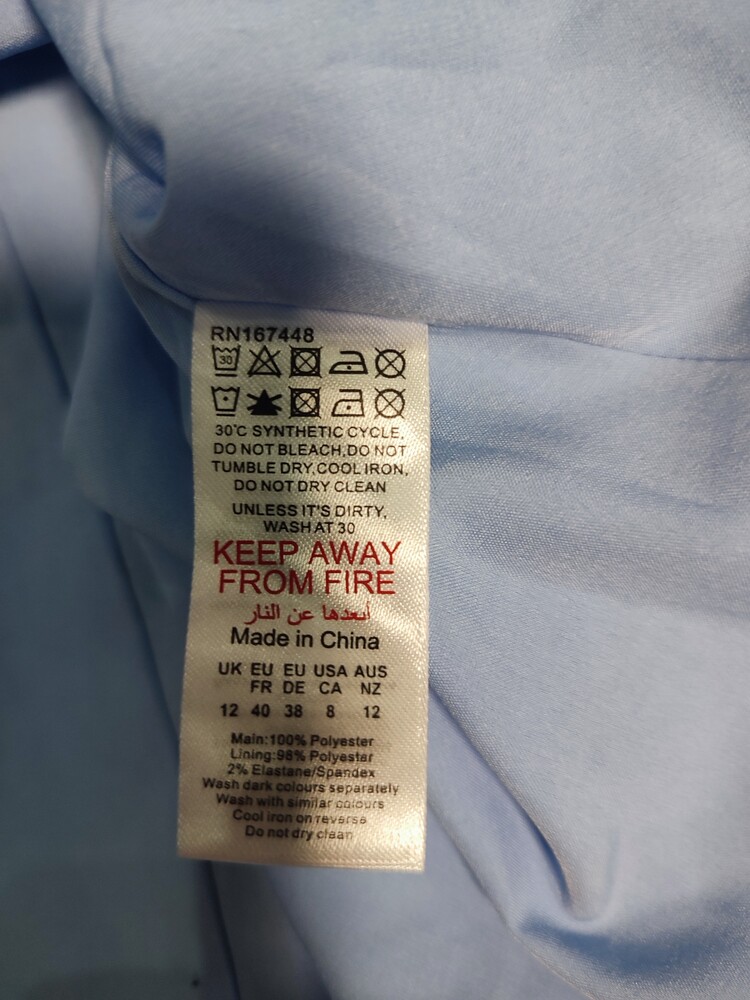 RN167448
30
30°C SYNTHETIC CYCLE,
DO NOT BLEACH,DO NOT
TUMBLE DRY,COOL IRON,
DO NOT DRY CLEAN
UNLESS IT'S DIRTY,
WASH AT 30
KEEP AWAY
FROM FIRE
أبعدها عن النار
Made in China
UK EU EU USA AUS
FR DE CA NZ
12 40 38 8 12
Main:100% Polyester
Lining:98% Polyestar
2% Elastane/Spandex
Wash dark colours separately
Wash with similar colours
Cool iron on reverse
Do not dry clean